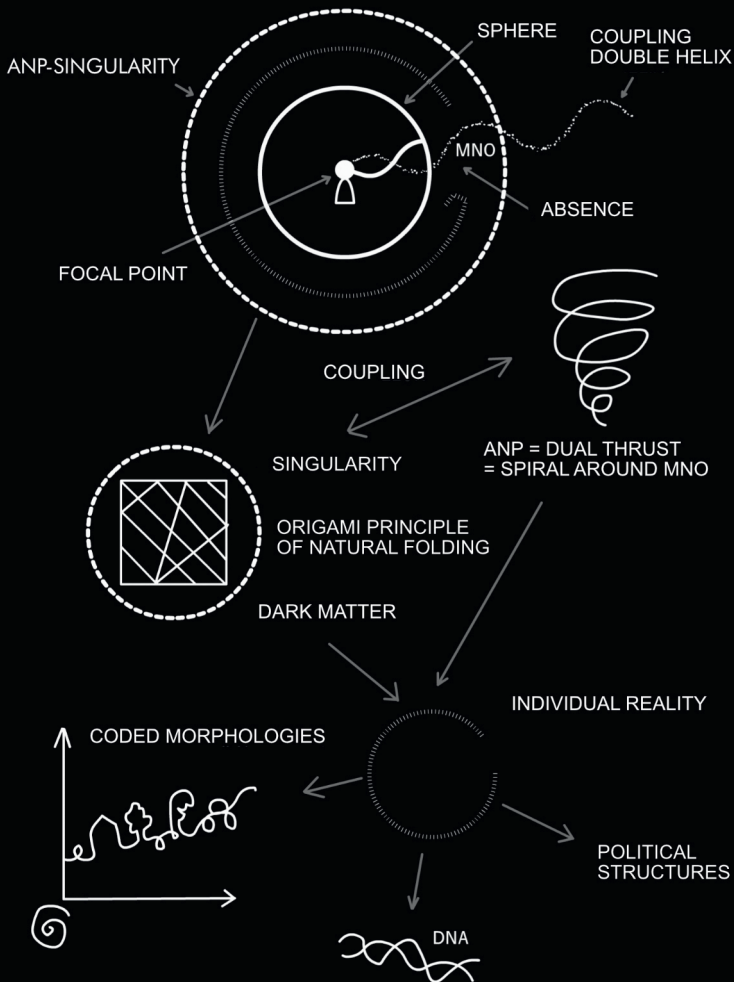 SPHERE
COUPLING
DOUBLE HELIX
ANP-SINGULARITY
MNO
ABSENCE
FOCAL POINT
COUPLING
SINGULARITY
ANP = DUAL THRUST
= SPIRAL AROUND MNO
ORIGAMI PRINCIPLE
OF NATURAL FOLDING
DARK MATTER
INDIVIDUAL REALITY
CODED MORPHOLOGIES
POLITICAL
STRUCTURES
DNA